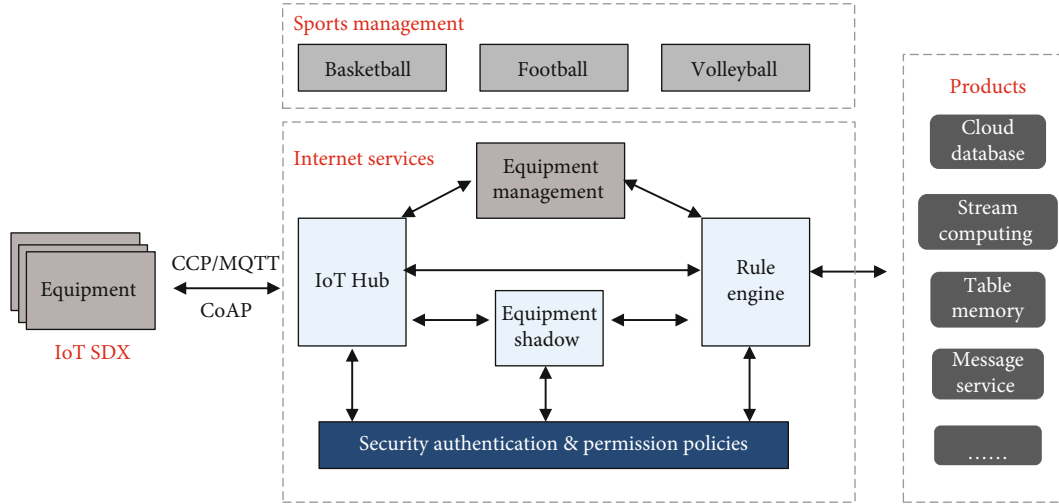 Sports management
Basketball
Football
Volleyball
Internet services
Equipment
management
IoT Hub
Rule
engine
Equipment
shadow
Security authentication & permission policies
Equipment
IoT SDX
CCP/MQTT
CoAP
Products
Cloud
database
Stream
computing
Table
memory
Message
service
......